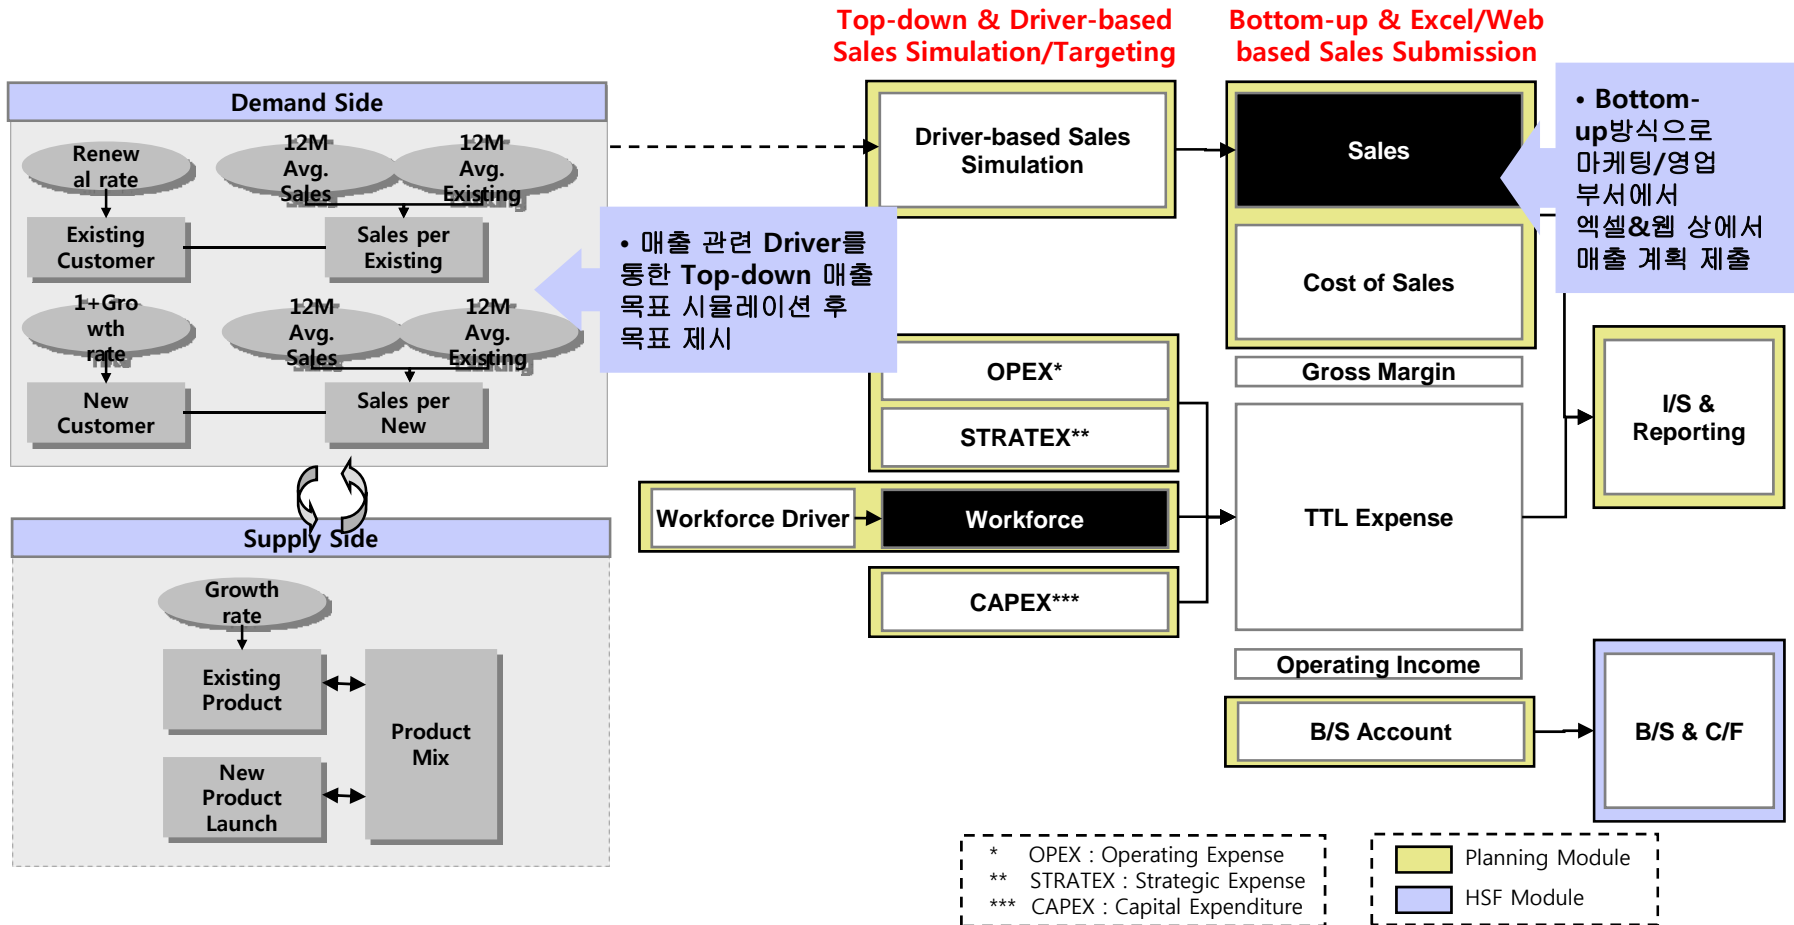 Top-down & Driver-based
Sales Simulation/Targeting
Bottom-up & Excel/Web
based Sales Submission
Demand Side
Renew
al rate
12M
Avg.
Sales
12M
Avg.
Existing
Existing
Customer
Sales per
Existing
1+Gro
wth
rate
12M
Avg.
Sales
12M
Avg.
Existing
New
Customer
Sales per
New
• 매출 관련 Driver를
통한 Top-down 매출
목표 시뮬레이션 후
목표 제시
Supply Side
Growth
rate
Existing
Product
New
Product
Launch
Product
Mix
Driver-based Sales
Simulation
OPEX*
STRATEX**
Workforce Driver
Workforce
CAPEX***
Sales
Cost of Sales
Gross Margin
TTL Expense
Operating Income
B/S Account
• Bottom-
up방식으로
마케팅/영업
부서에서
엑셀&웹 상에서
매출 계획 제출
I/S &
Reporting
B/S & C/F
* OPEX : Operating Expense
** STRATEX : Strategic Expense
*** CAPEX : Capital Expenditure
Planning Module
HSF Module